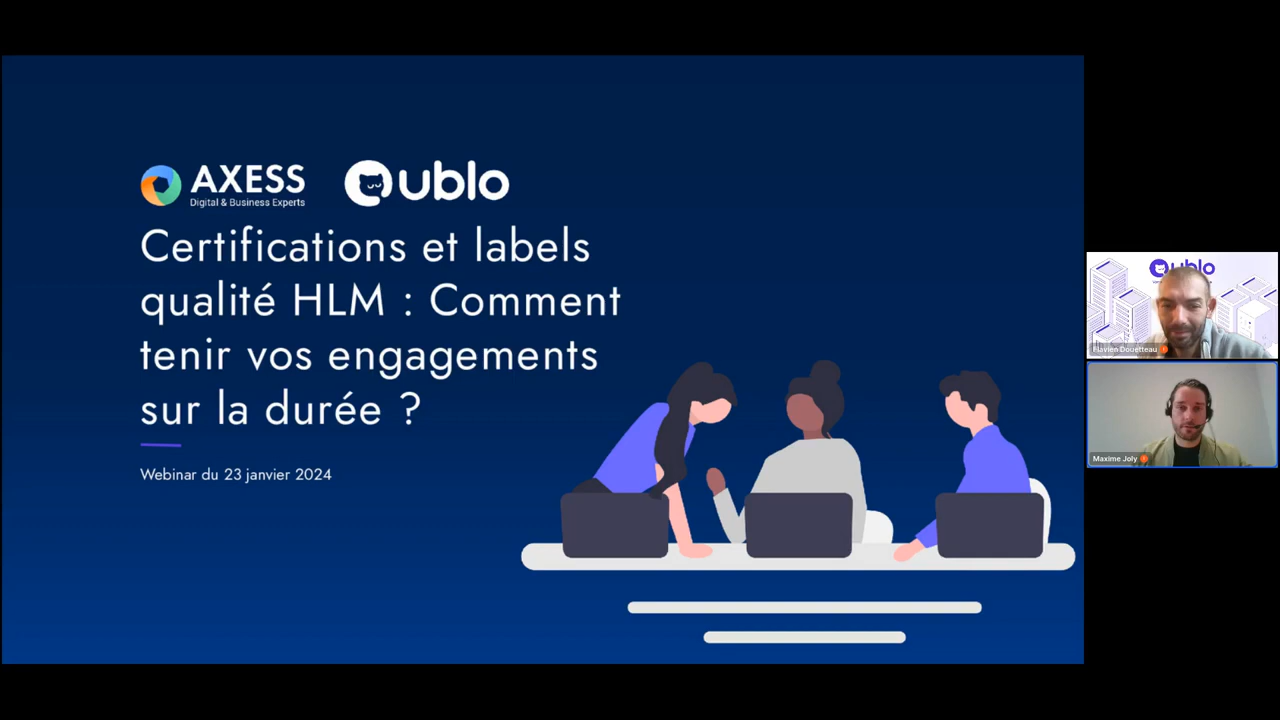 AXESS
Digital & Business Experts
ublo
Certifications et labels
qualité HLM : Comment
tenir vos engagements
sur la durée ?
Webinar du 23 janvier 2024
ublo
Flavien Douetteau
Maxime Joly